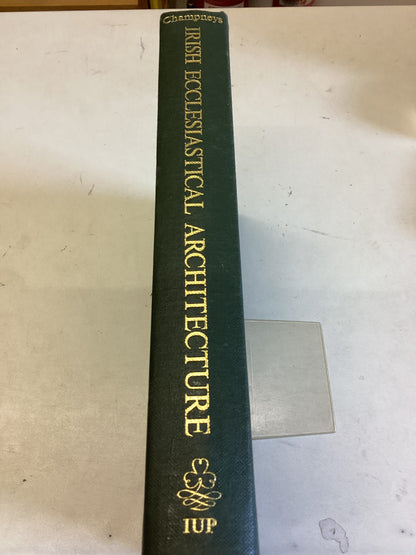 Champneys
IRISH ECCLESIASTICAL ARCHITECTURE
IUP